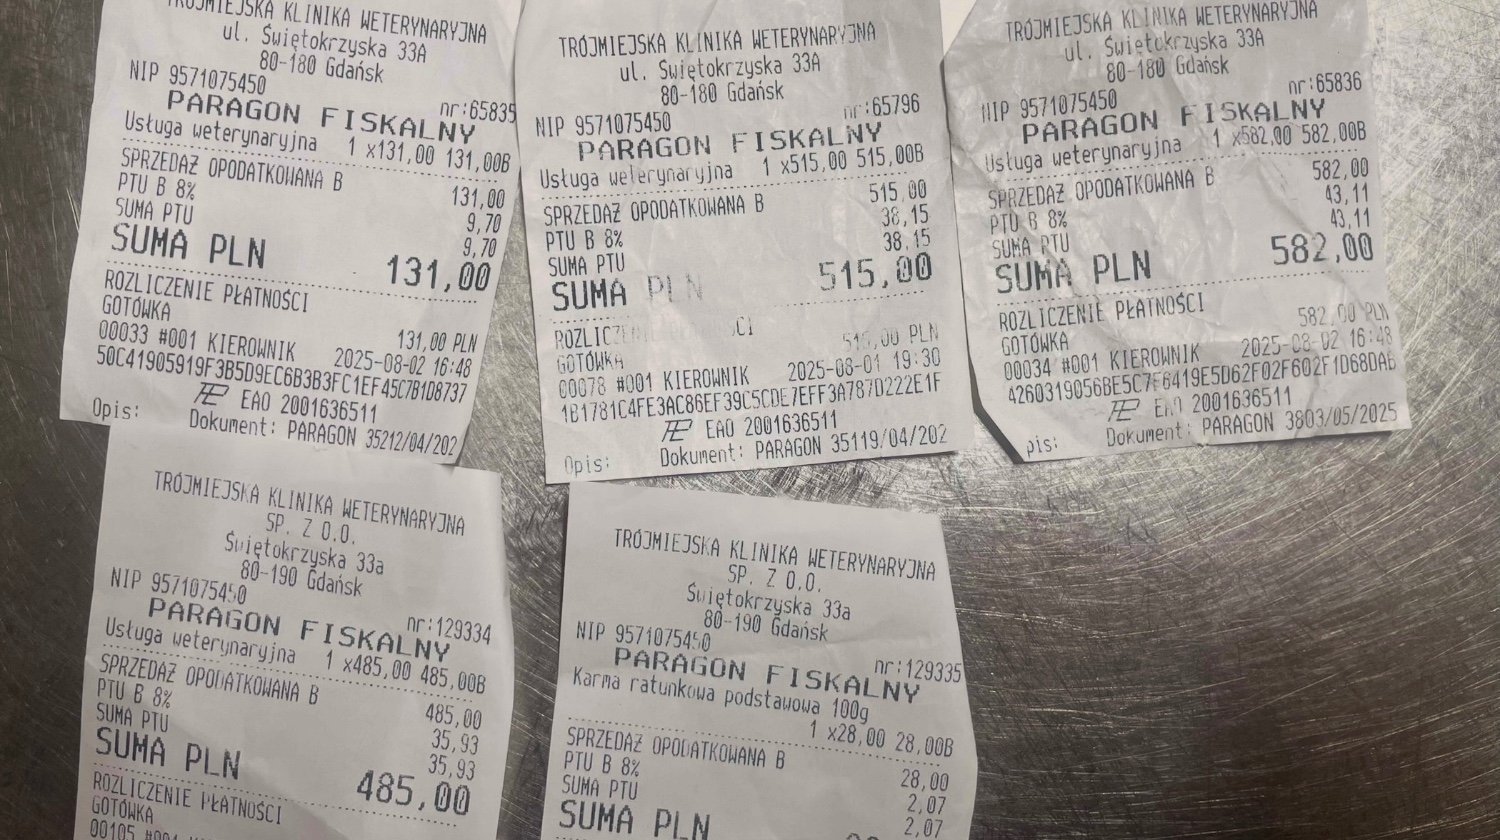 TRÓJMIEJSKA KLINIKA WETERYNARYJNA
ul. Świętokrzyska 33A
80-180 Gdańsk
NIP 9571075450
nr:65835
PARAGON FISKALNY
Usługa weterynaryjna 1 x131,00 131,00B
SPRZEDAŻ OPODATKOWANA B 131,00
PTU B 8% 9,70
SUMA PTU 9,70
SUMA PLN 131,00
ROZLICZENIE PŁATNOŚCI
GOTÓWKA 131,00 PLN
00033 #001 KIEROWNIK 2025-08-02 16:48
50C41905919F3B5D9EC6B3B3FC1EF45C7B1D8737
EAO 2001636511
Opis: Dokument: PARAGON 35212/04/202
TRÓJMIEJSKA KLINIKA WETERYNARYJNA
ul. Świętokrzyska 33A
80-180 Gdańsk
NIP 9571075450
nr:65796
PARAGON FISKALNY
Usługa weterynaryjna 1 x515,00 515,00B
SPRZEDAŻ OPODATKOWANA B 515,00
PTU B 8% 38,15
SUMA PTU 38,15
SUMA PLN 515,00
ROZLICZENIE PŁATNOŚCI
GOTÓWKA 515,00 PLN
00078 #001 KIEROWNIK 2025-08-01 19:30
1B1781C4FE3AC86EF39C5CDE7EFF3A787D222E1F
EAO 2001636511
Opis: Dokument: PARAGON 35119/04/202
TRÓJMIEJSKA KLINIKA WETERYNARYJNA
ul. Świętokrzyska 33A
80-180 Gdańsk
NIP 9571075450
nr:65836
PARAGON FISKALNY
Usługa weterynaryjna 1 x582,00 582,00B
SPRZEDAŻ OPODATKOWANA B 582,00
PTU B 8% 43,11
SUMA PTU 43,11
SUMA PLN 582,00
ROZLICZENIE PŁATNOŚCI
GOTÓWKA 582,00 PLN
00034 #001 KIEROWNIK 2025-08-02 16:48
4260319056BE5C7F6419E5D62F02F602F1D68DAB
EAO 2001636511
pis: Dokument: PARAGON 3803/05/2025
TRÓJMIEJSKA KLINIKA WETERYNARYJNA
SP. Z O.O.
Świętokrzyska 33a
80-190 Gdańsk
NIP 9571075450
nr:129334
PARAGON FISKALNY
Usługa weterynaryjna 1 x485,00 485,00B
SPRZEDAŻ OPODATKOWANA B 485,00
PTU B 8% 35,93
SUMA PTU 35,93
SUMA PLN 485,00
ROZLICZENIE PŁATNOŚCI
GOTÓWKA
00105 #001
TRÓJMIEJSKA KLINIKA WETERYNARYJNA
SP. Z O.O.
Świętokrzyska 33a
80-190 Gdańsk
NIP 9571075450
nr:129335
PARAGON FISKALNY
Karma ratunkowa podstawowa 100g
1 x28,00 28,00B
SPRZEDAŻ OPODATKOWANA B 28,00
PTU B 8% 2,07
SUMA PTU 2,07
SUMA PLN